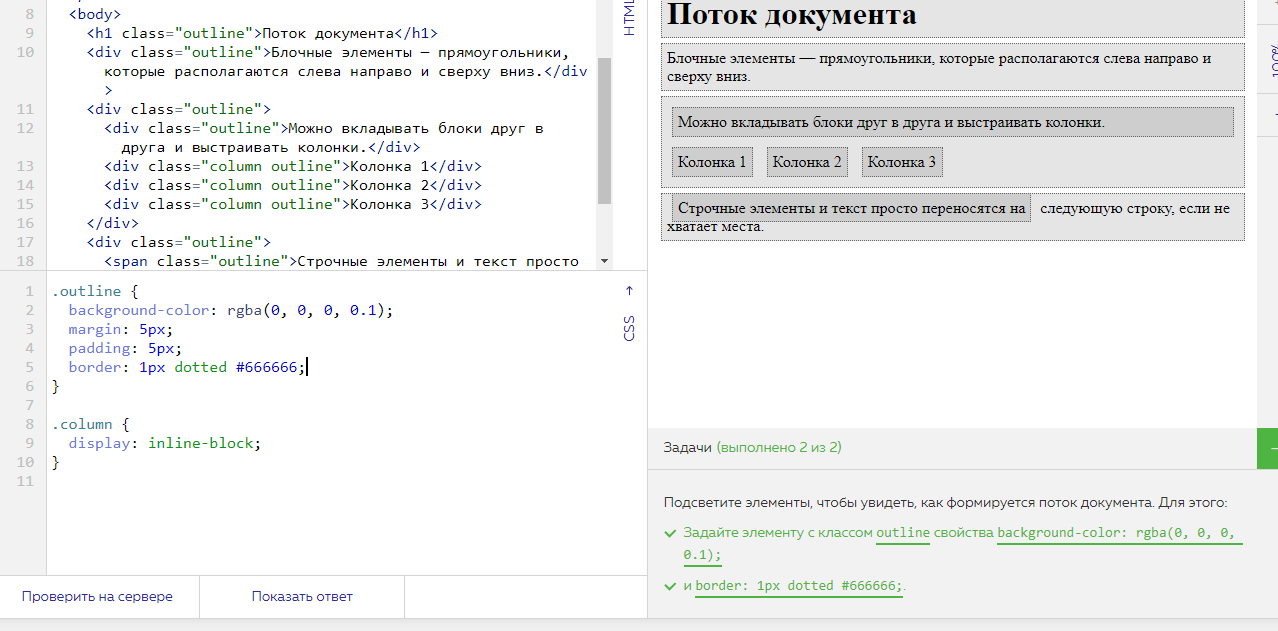 8 <body>
9 <h1 class="outline">Поток документа</h1>
10 <div class="outline">Блочные элементы — прямоугольники,
которые располагаются слева направо и сверху вниз.</div
>
11 <div class="outline">
12 <div class="outline">Можно вкладывать блоки друг в
друга и выстраивать колонки.</div>
13 <div class="column outline">Колонка 1</div>
14 <div class="column outline">Колонка 2</div>
15 <div class="column outline">Колонка 3</div>
16 </div>
17 <div class="outline">
18 <span class="outline">Строчные элементы и текст просто
HTML
1 .outline {
2 background-color: rgba(0, 0, 0, 0.1);
3 margin: 5px;
4 padding: 5px;
5 border: 1px dotted #666666;
6 }
7
8 .column {
9 display: inline-block;
10 }
11
CSS
Проверить на сервере
Показать ответ
Поток документа
Блочные элементы — прямоугольники, которые располагаются слева направо и
сверху вниз.
Можно вкладывать блоки друг в друга и выстраивать колонки.
Колонка 1 Колонка 2 Колонка 3
Строчные элементы и текст просто переносятся на следующую строку, если не
хватает места.
100%
Задачи (выполнено 2 из 2)
Подсветите элементы, чтобы увидеть, как формируется поток документа. Для этого:
Задайте элементу с классом outline свойства background-color: rgba(0, 0, 0,
0.1);
и border: 1px dotted #666666;.